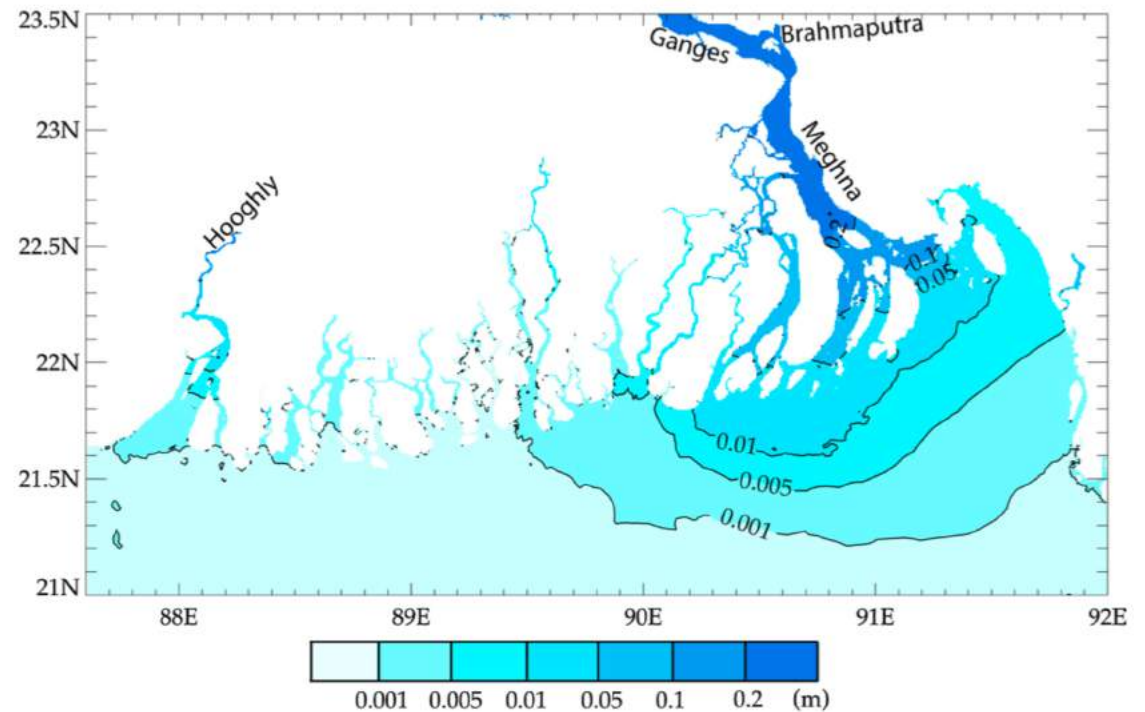 23.5N
Ganges
Brahmaputra
23N
Meghna
Hooghly
22.5N
0.2
0.1
0.05
22N
0.01
21.5N
0.005
0.001
21N
88E 89E 90E 91E 92E
0.001 0.005 0.01 0.05 0.1 0.2 (m)